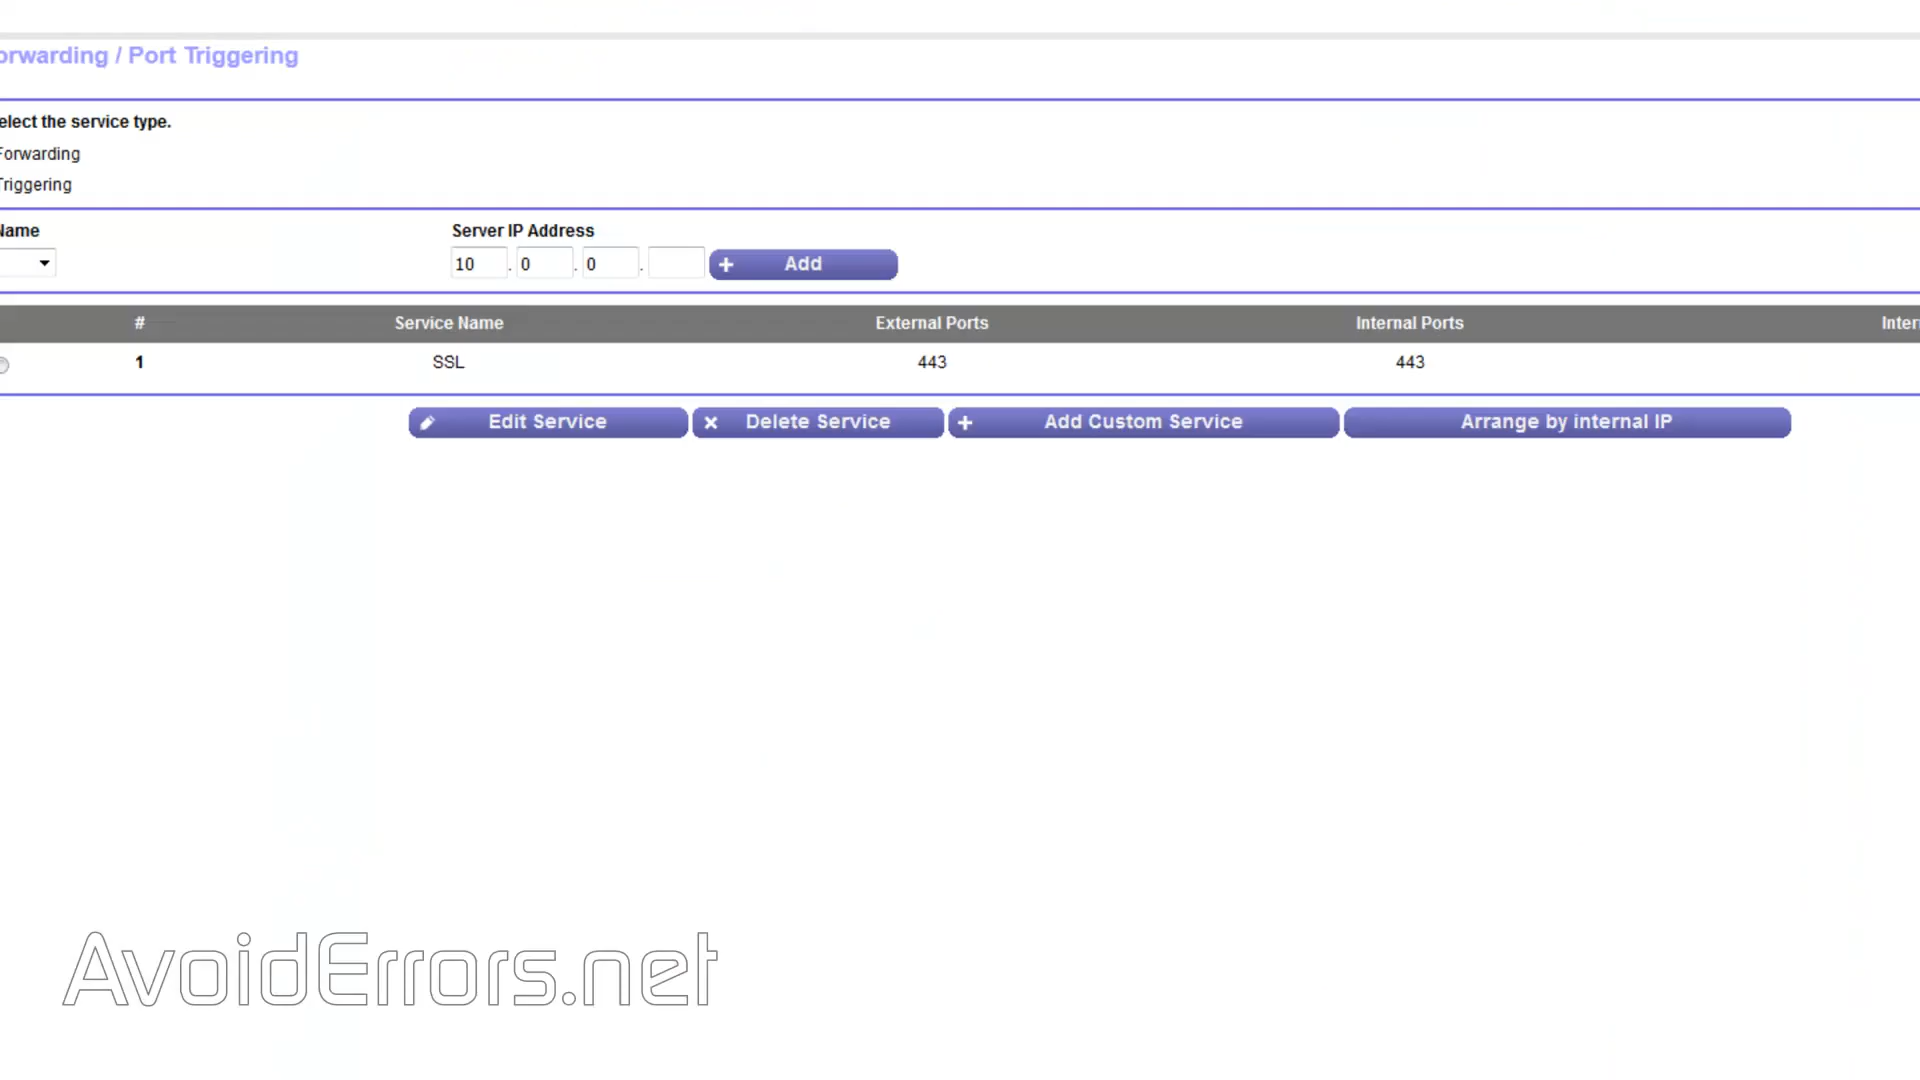 orwarding / Port Triggering
elect the service type.
Forwarding
Triggering
Name
Server IP Address
10 . 0 . 0 .
Add
# Service Name External Ports Internal Ports Inter
1 SSL 443 443
Edit Service Delete Service Add Custom Service Arrange by internal IP
AvoidErrors.net